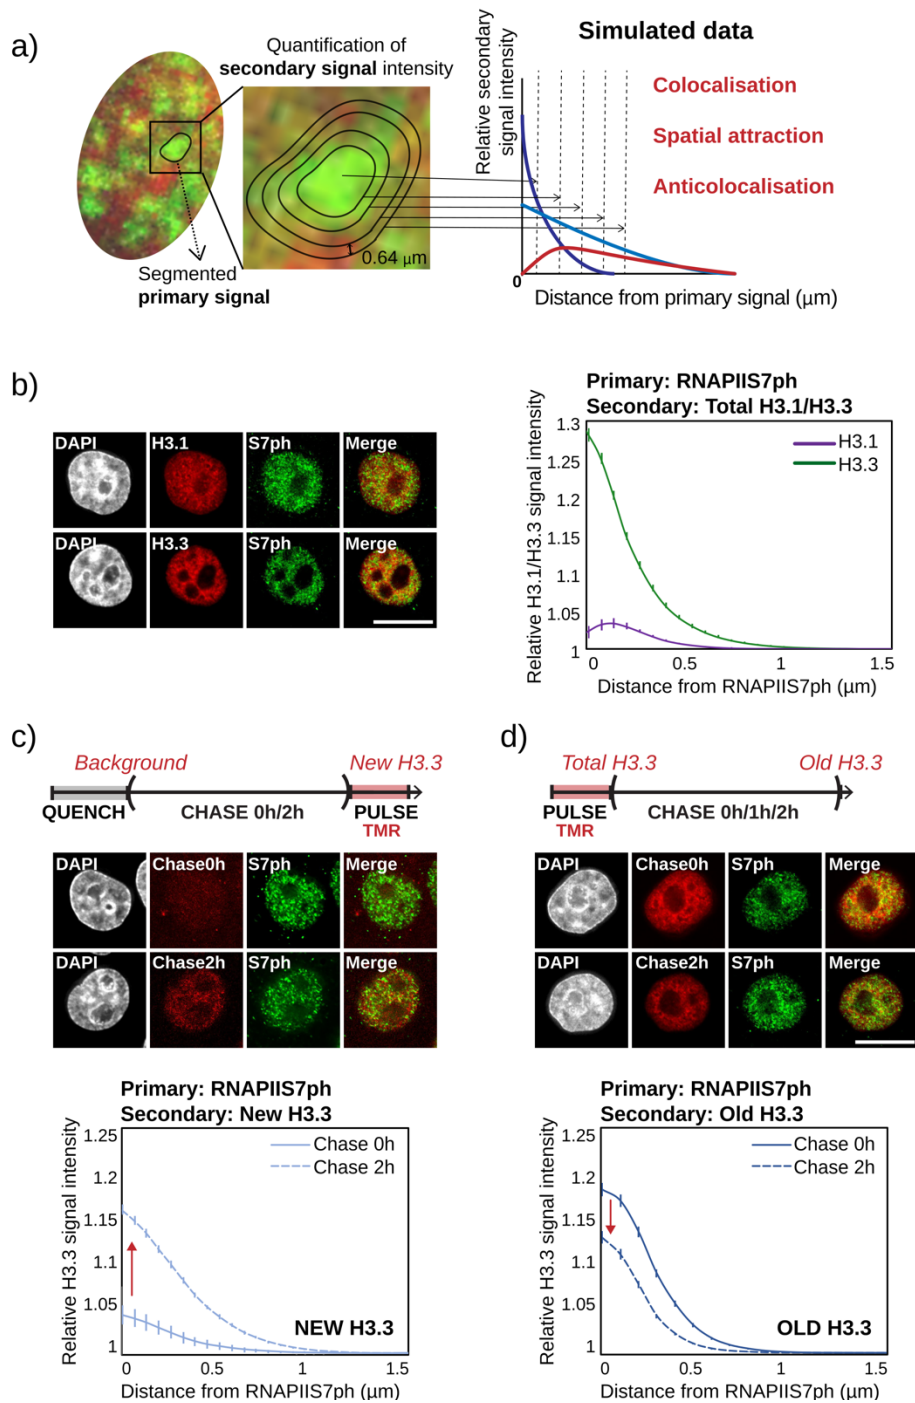 a)
Quantification of
secondary signal intensity
Segmented
primary signal
0.64 μm
Simulated data
Relative secondary
signal intensity
Colocalisation
Spatial attraction
Anticolocalisation
0
Distance from primary signal (μm)
b)
DAPI H3.1 S7ph Merge
DAPI H3.3 S7ph Merge
Primary: RNAPIIS7ph
Secondary: Total H3.1/H3.3
Relative H3.1/H3.3 signal intensity
1.3
1.25
1.2
1.1
1.1
1.05
1
H3.1
H3.3
0 0.5 1 1.5
Distance from RNAPIIS7ph (μm)
c)
Background New H3.3
QUENCH CHASE 0h/2h PULSE
TMR
DAPI Chase0h S7ph Merge
DAPI Chase2h S7ph Merge
Primary: RNAPIIS7ph
Secondary: New H3.3
Relative H3.3 signal intensity
1.25
1.2
1.15
1.1
1.05
1
Chase 0h
Chase 2h
NEW H3.3
0 0.5 1 1.5
Distance from RNAPIIS7ph (μm)
d)
Total H3.3 Old H3.3
PULSE CHASE 0h/1h/2h
TMR
DAPI Chase0h S7ph Merge
DAPI Chase2h S7ph Merge
Primary: RNAPIIS7ph
Secondary: Old H3.3
Relative H3.3 signal intensity
1.25
1.2
1.15
1.1
1.05
1
Chase 0h
Chase 2h
OLD H3.3
0 0.5 1 1.5
Distance from RNAPIIS7ph (μm)